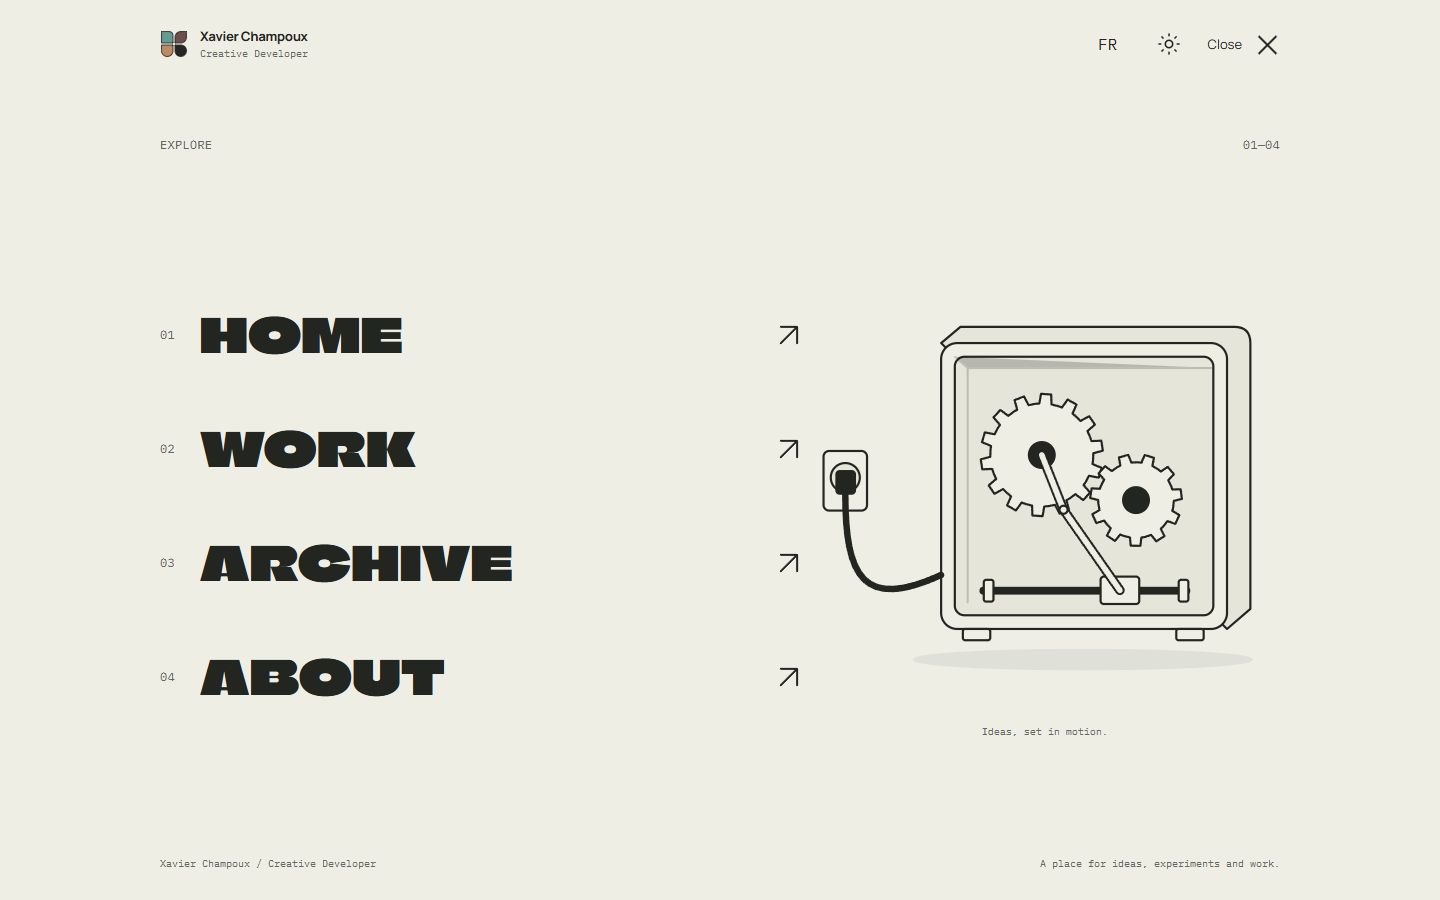 Xavier Champoux
Creative Developer
FR
Close
EXPLORE
01—04
01 HOME
02 WORK
03 ARCHIVE
04 ABOUT
Ideas, set in motion.
Xavier Champoux / Creative Developer
A place for ideas, experiments and work.